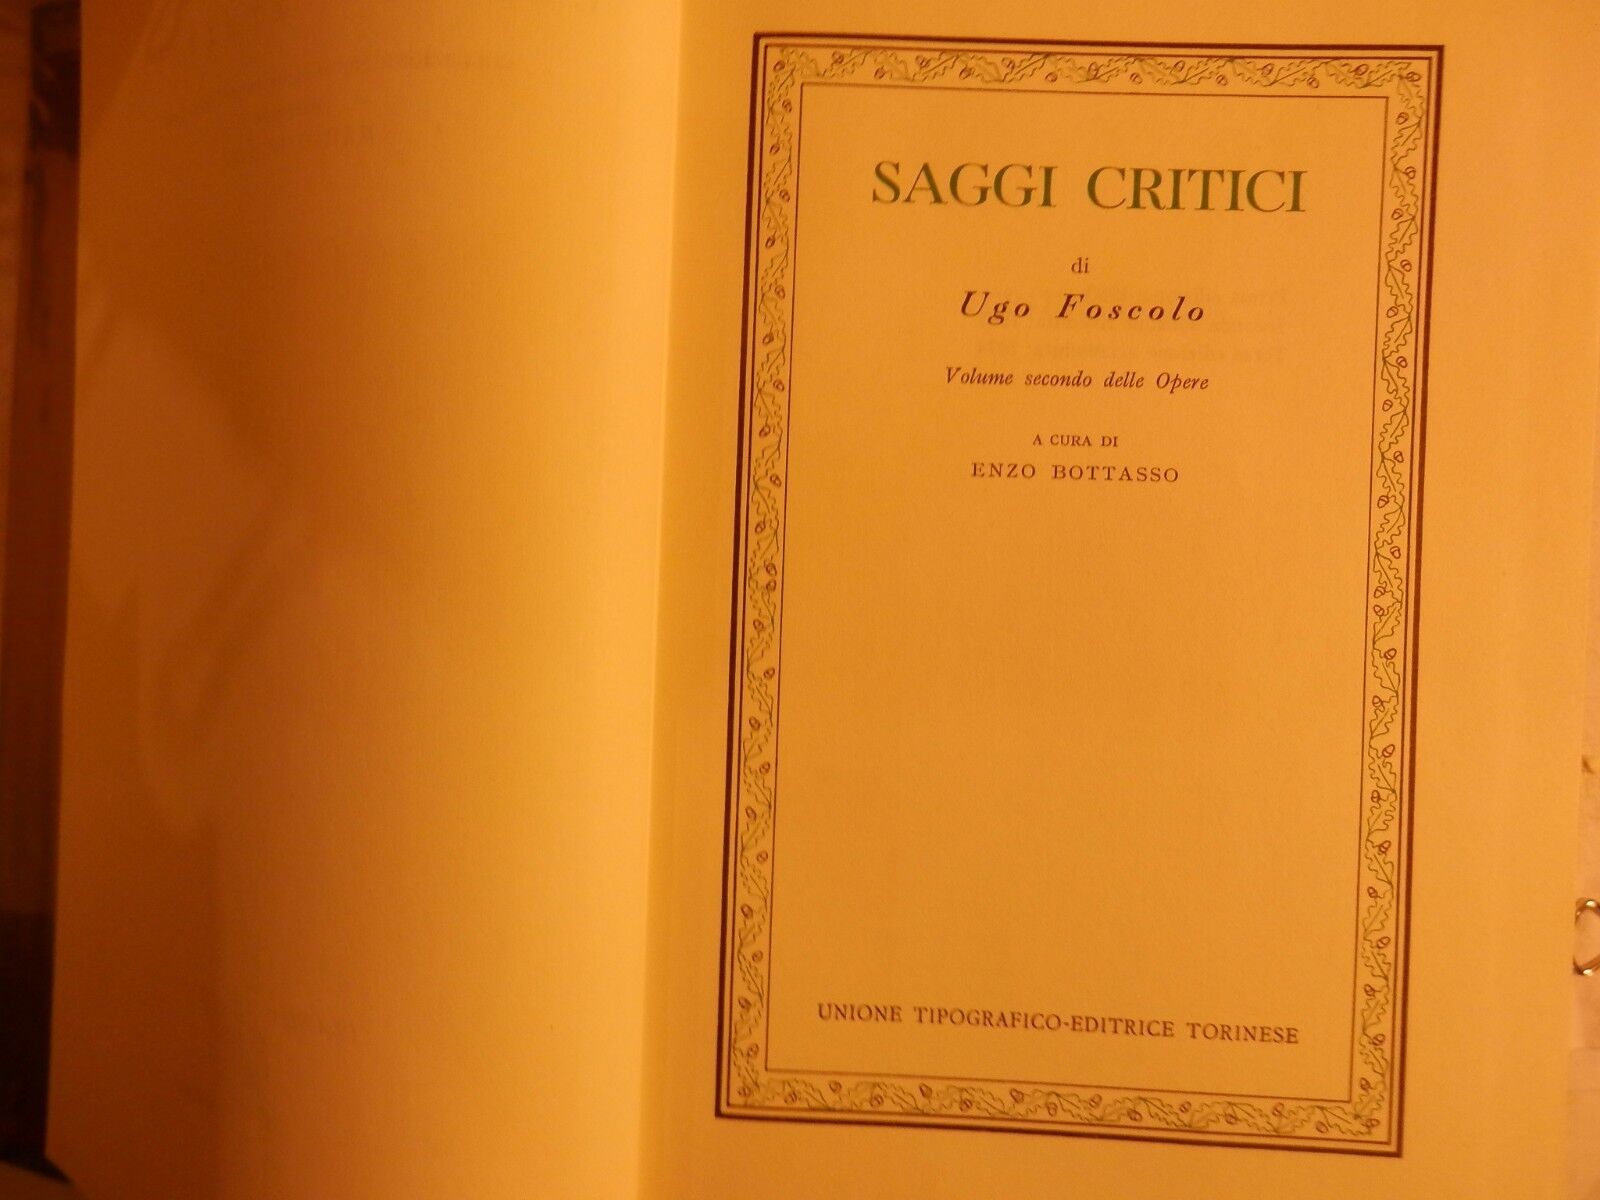 SAGGI CRITICI
di
Ugo Foscolo
Volume secondo delle Opere
A CURA DI
ENZO BOTTASSO
UNIONE TIPOGRAFICO-EDITRICE TORINESE